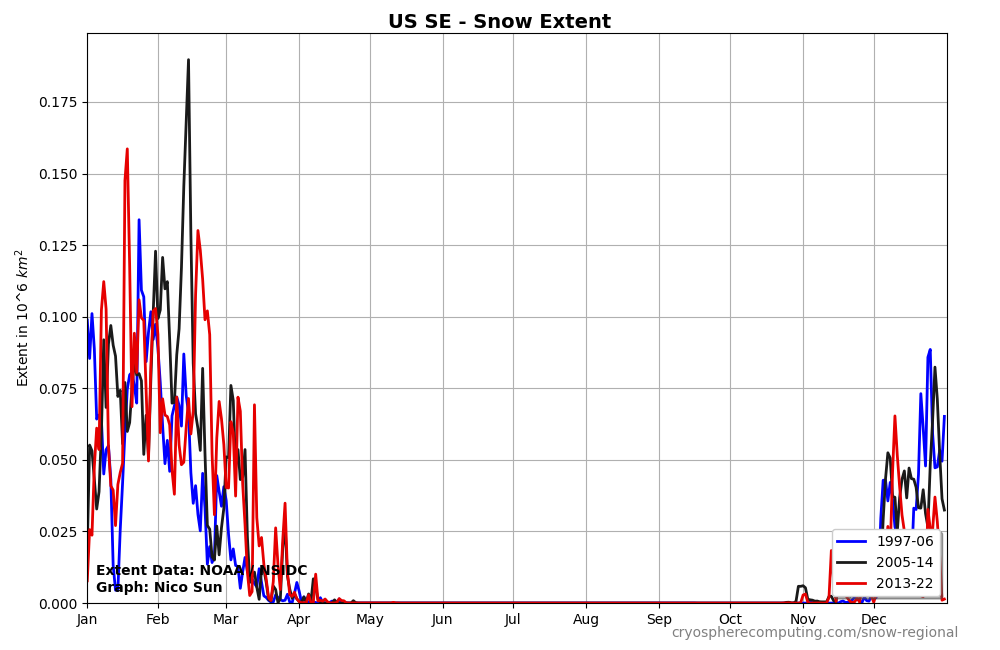 US SE - Snow Extent
Extent in 10^6 km²
0.175
0.150
0.125
0.100
0.075
0.050
0.025
0.000
Extent Data: NOAA / NSIDC
Graph: Nico Sun
1997-06
2005-14
2013-22
Jan Feb Mar Apr May Jun Jul Aug Sep Oct Nov Dec
cryospherecomputing.com/snow-regional